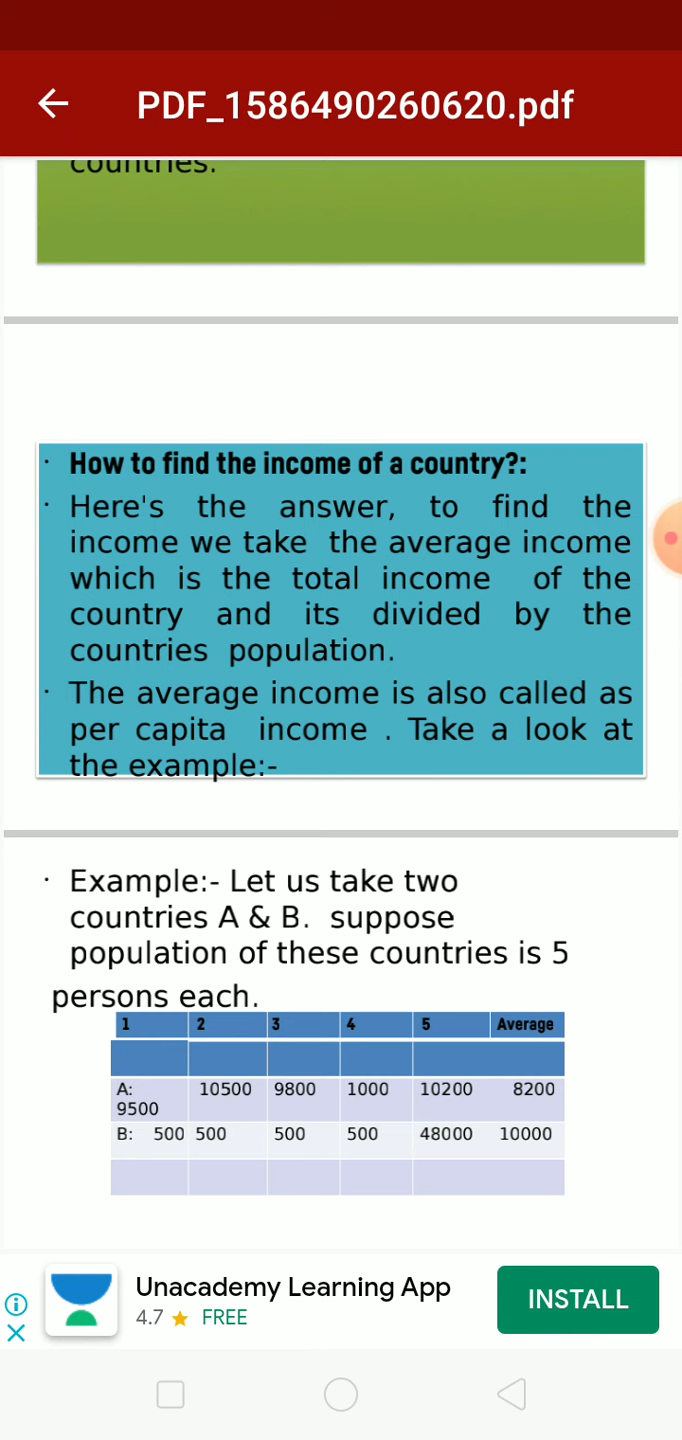 PDF_1586490260620.pdf
countries.
· How to find the income of a country?:
· Here's the answer, to find the
income we take the average income
which is the total income of the
country and its divided by the
countries population.
· The average income is also called as
per capita income . Take a look at
the example:-
· Example:- Let us take two
countries A & B. suppose
population of these countries is 5
persons each.
1 2 3 4 5 Average
A: 10500 9800 1000 10200 8200
9500
B: 500 500 500 500 48000 10000
Unacademy Learning App
4.7 ★ FREE
INSTALL